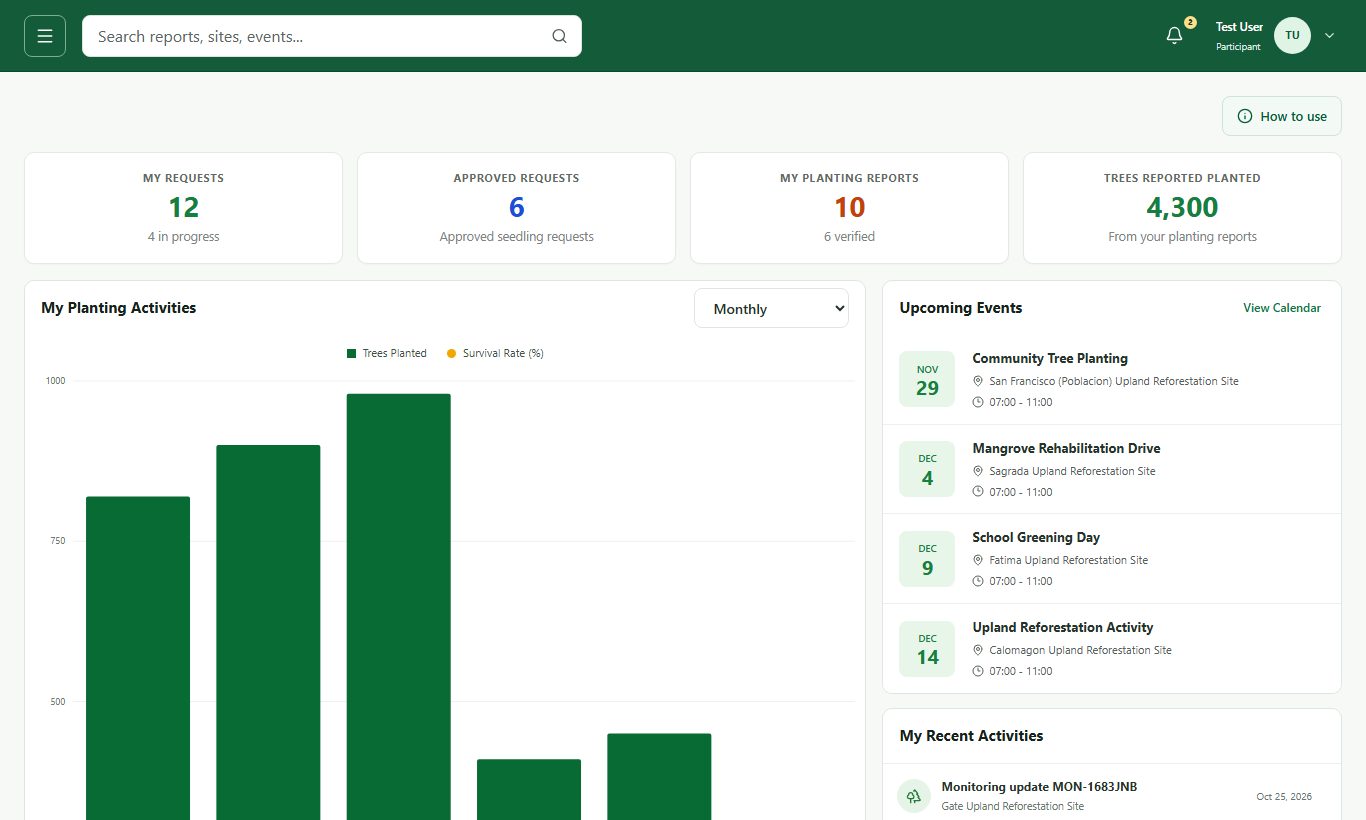 Search reports, sites, events...
2
Test User
Participant
TU
How to use
MY REQUESTS
12
4 in progress
APPROVED REQUESTS
6
Approved seedling requests
MY PLANTING REPORTS
10
6 verified
TREES REPORTED PLANTED
4,300
From your planting reports
My Planting Activities
Monthly
Trees Planted
Survival Rate (%)
1000
750
500
Upcoming Events
View Calendar
NOV
29
Community Tree Planting
San Francisco (Poblacion) Upland Reforestation Site
07:00 - 11:00
DEC
4
Mangrove Rehabilitation Drive
Sagrada Upland Reforestation Site
07:00 - 11:00
DEC
9
School Greening Day
Fatima Upland Reforestation Site
07:00 - 11:00
DEC
14
Upland Reforestation Activity
Calomagon Upland Reforestation Site
07:00 - 11:00
My Recent Activities
Monitoring update MON-1683JNB
Gate Upland Reforestation Site
Oct 25, 2026